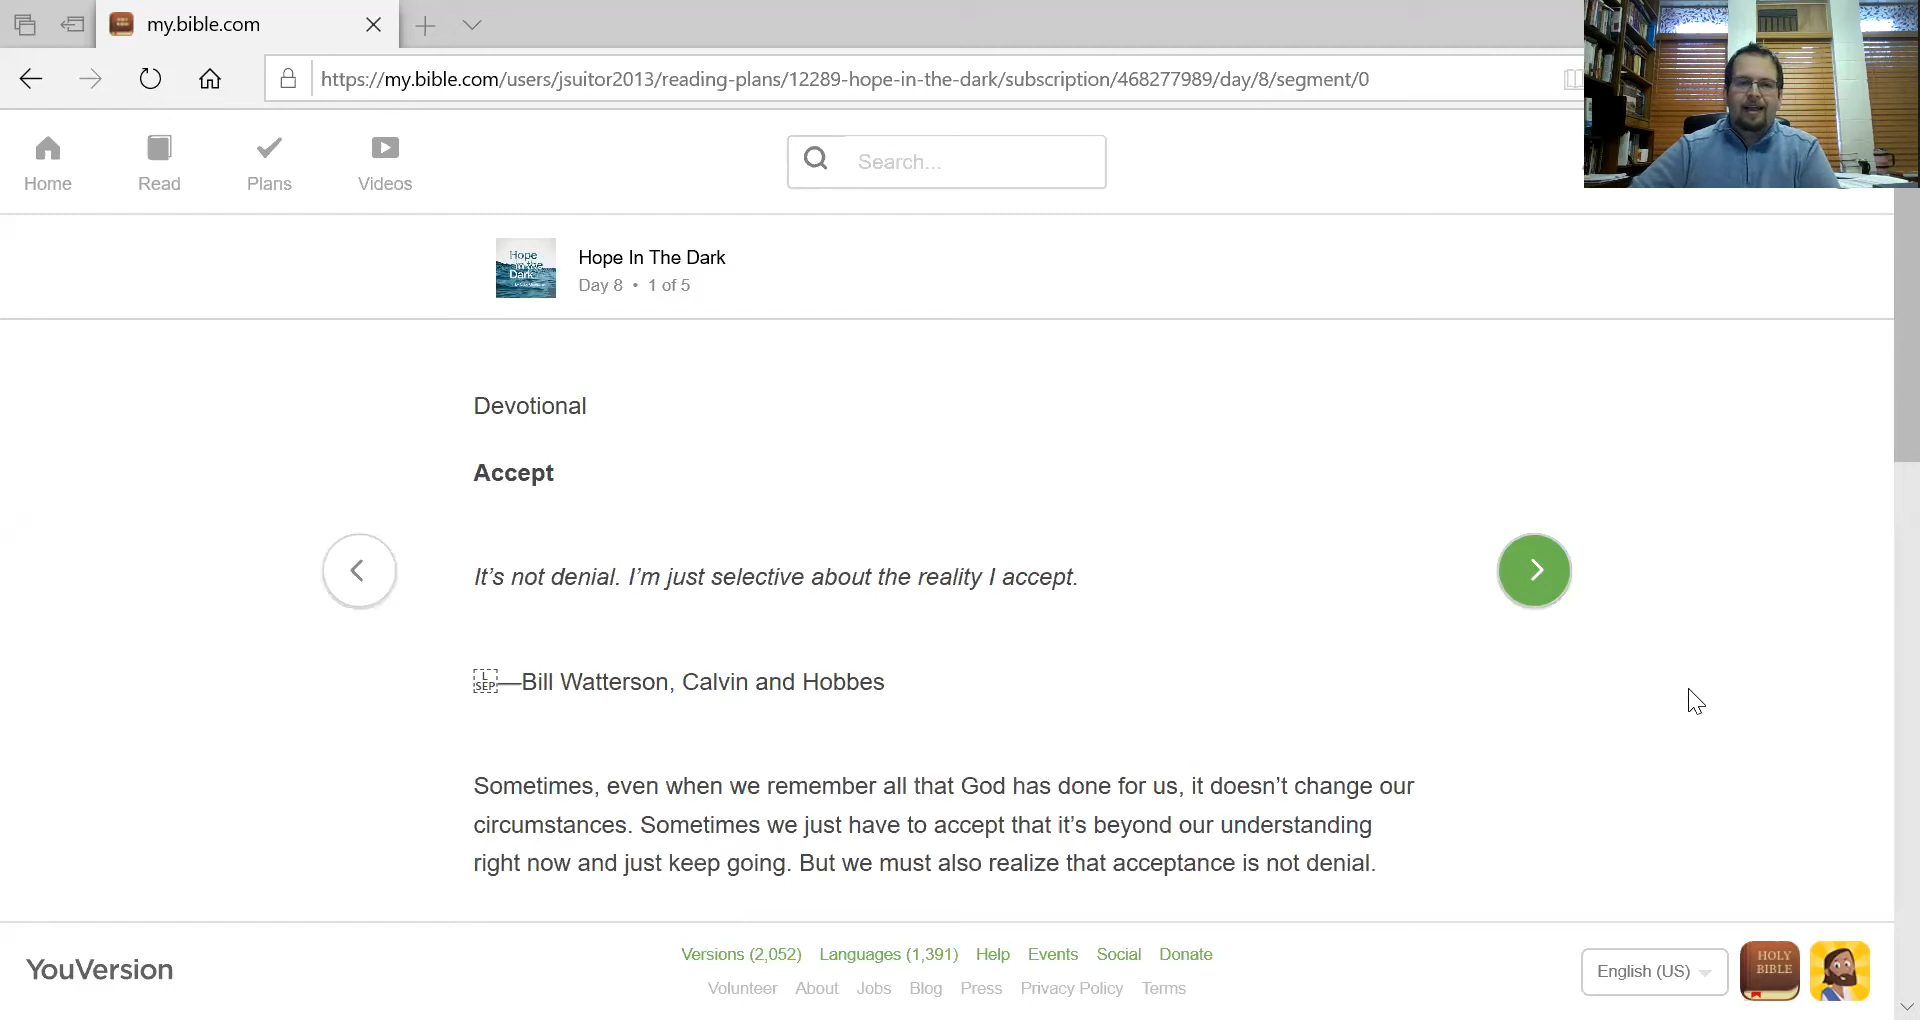 my.bible.com
https://my.bible.com/users/jsuitor2013/reading-plans/12289-hope-in-the-dark/subscription/468277989/day/8/segment/0
Home
Read
Plans
Videos
Search...
Hope
in the
Dark
Hope In The Dark
Day 8 • 1 of 5
Devotional
Accept
It’s not denial. I’m just selective about the reality I accept.
L
SEP—Bill Watterson, Calvin and Hobbes
Sometimes, even when we remember all that God has done for us, it doesn’t change our
circumstances. Sometimes we just have to accept that it’s beyond our understanding
right now and just keep going. But we must also realize that acceptance is not denial.
YouVersion
Versions (2,052) Languages (1,391) Help Events Social Donate
Volunteer About Jobs Blog Press Privacy Policy Terms
English (US)
HOLY
BIBLE